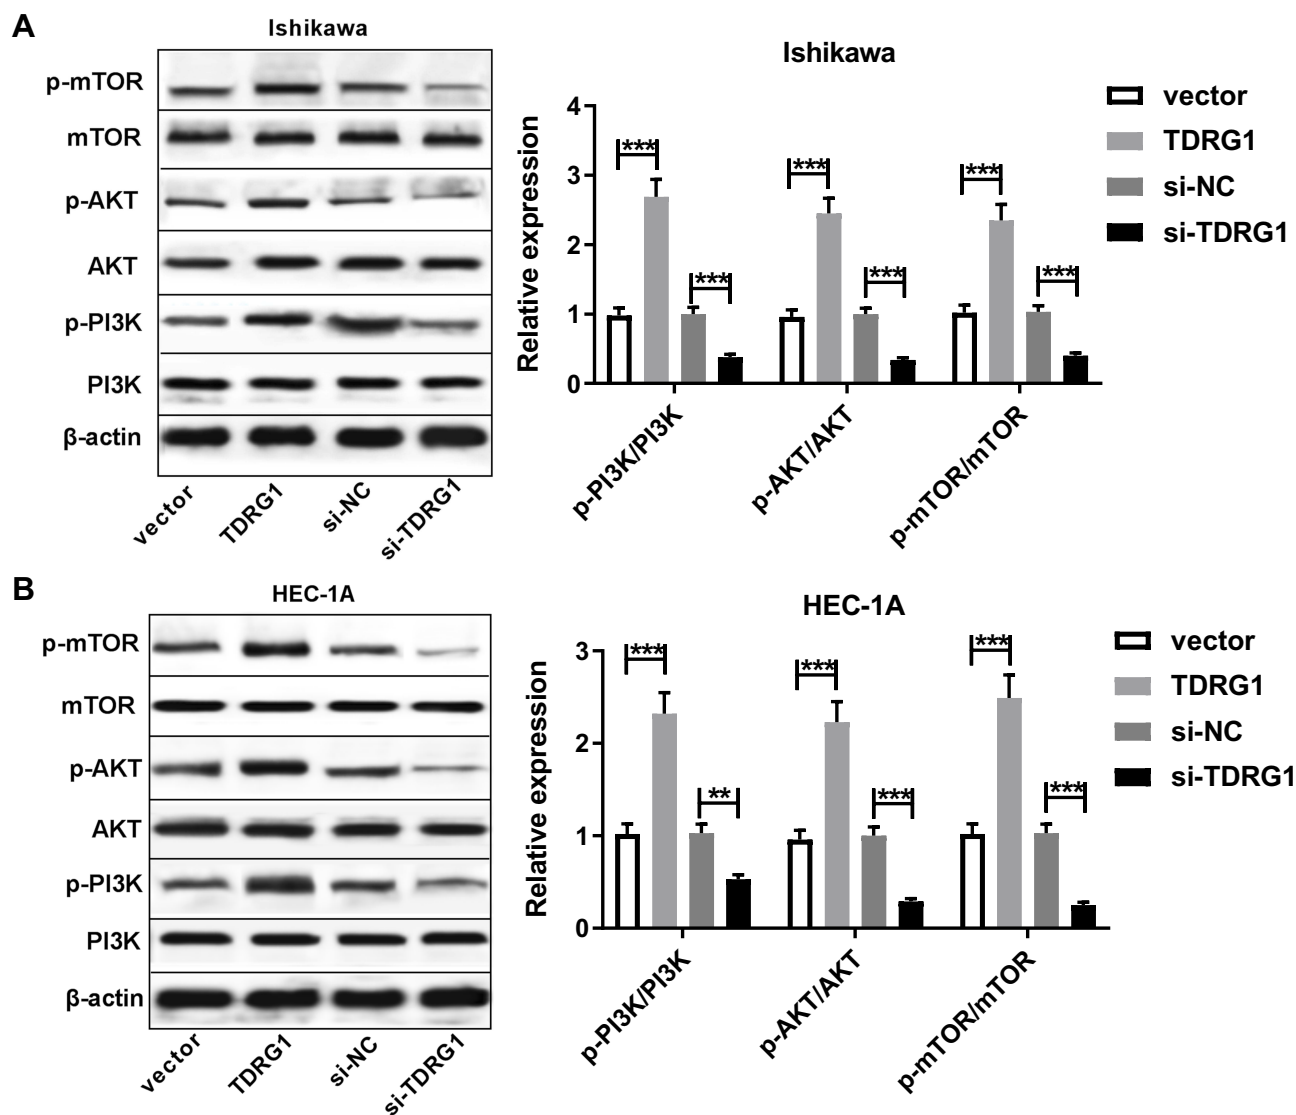 A
Ishikawa
p-mTOR
mTOR
p-AKT
AKT
p-PI3K
PI3K
β-actin
vector
TDRG1
si-NC
si-TDRG1
Ishikawa
Relative expression
4
3
2
1
0
***
***
***
***
***
***
p-PI3K/PI3K
p-AKT/AKT
p-mTOR/mTOR
vector
TDRG1
si-NC
si-TDRG1
B
HEC-1A
p-mTOR
mTOR
p-AKT
AKT
p-PI3K
PI3K
β-actin
vector
TDRG1
si-NC
si-TDRG1
HEC-1A
Relative expression
3
2
1
0
***
**
***
***
***
***
p-PI3K/PI3K
p-AKT/AKT
p-mTOR/mTOR
vector
TDRG1
si-NC
si-TDRG1